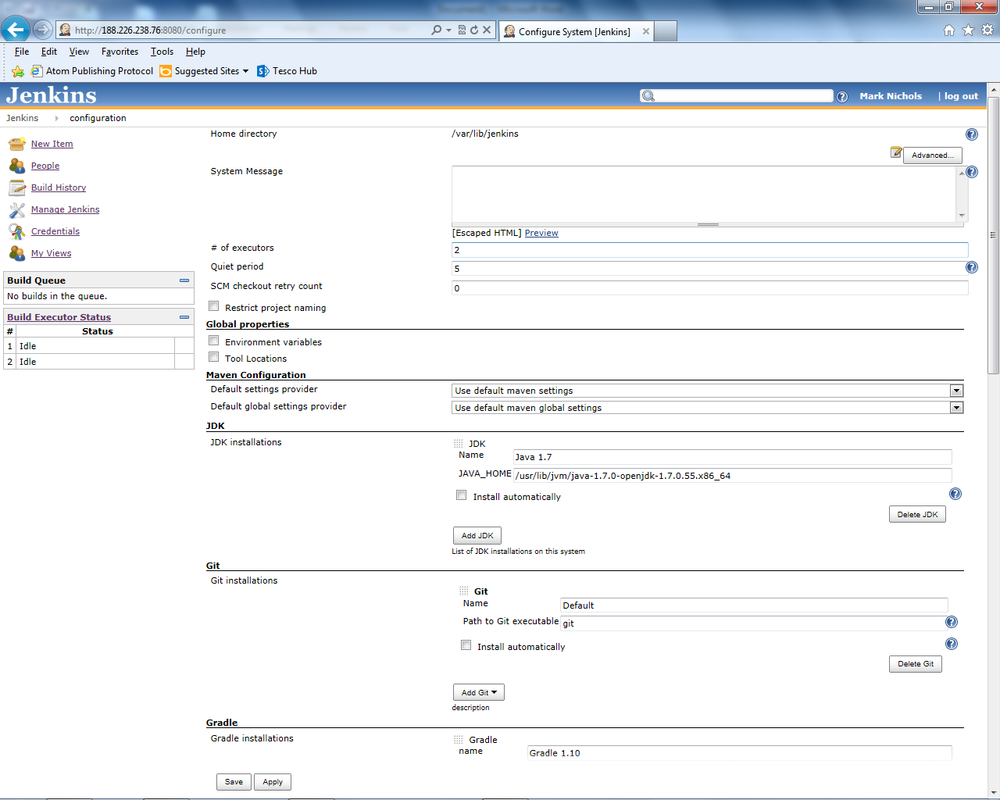 http://188.226.238.76:8080/configure
Configure System [Jenkins]
File Edit View Favorites Tools Help
Atom Publishing Protocol Suggested Sites Tesco Hub
Jenkins
Mark Nichols | log out
Jenkins configuration
New Item
People
Build History
Manage Jenkins
Credentials
My Views
Build Queue
No builds in the queue.
Build Executor Status
# Status
1 Idle
2 Idle
Home directory /var/lib/jenkins
Advanced...
System Message
[Escaped HTML] Preview
# of executors 2
Quiet period 5
SCM checkout retry count 0
Restrict project naming
Global properties
Environment variables
Tool Locations
Maven Configuration
Default settings provider Use default maven settings
Default global settings provider Use default maven global settings
JDK
JDK installations JDK
Name Java 1.7
JAVA_HOME /usr/lib/jvm/java-1.7.0-openjdk-1.7.0.55.x86_64
Install automatically
Delete JDK
Add JDK
List of JDK installations on this system
Git
Git installations
Git
Name Default
Path to Git executable git
Install automatically
Delete Git
Add Git
description
Gradle
Gradle installations Gradle
name Gradle 1.10
Save Apply